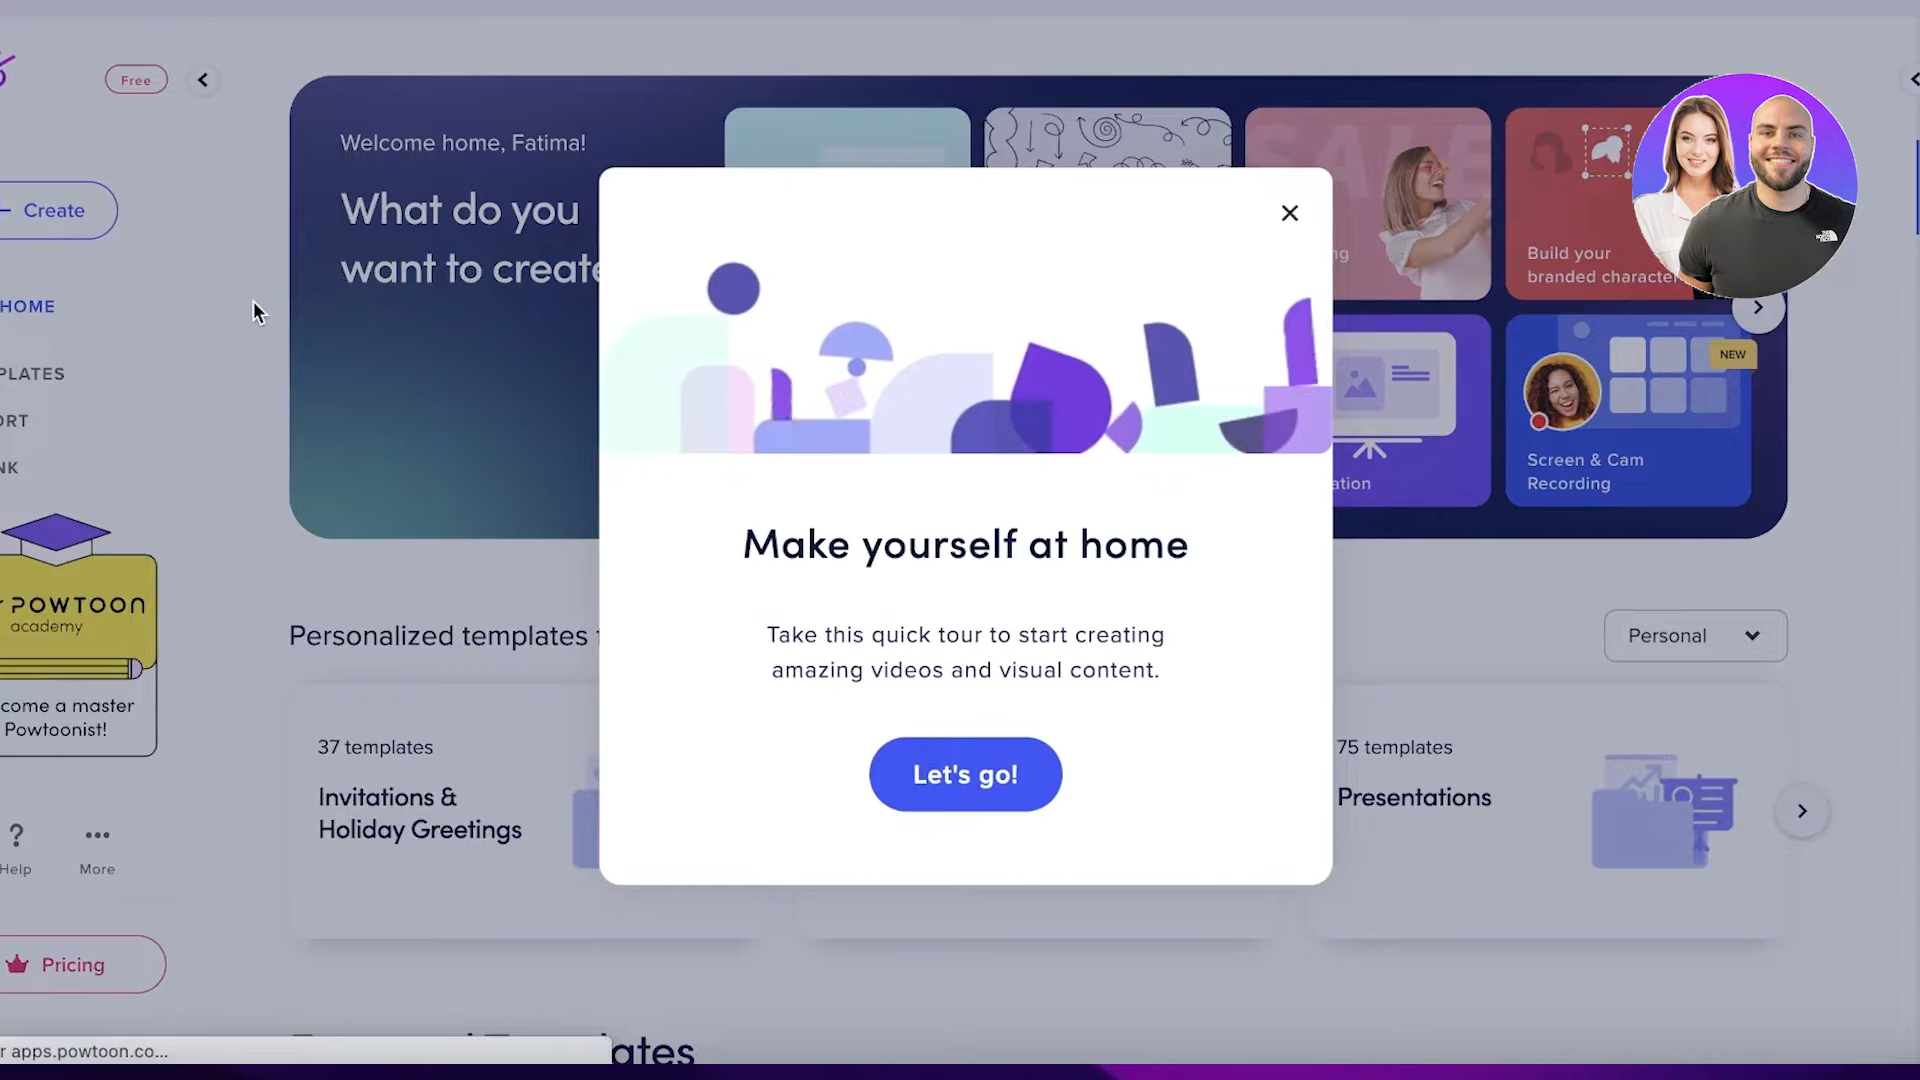 Free
Welcome home, Fatima!
What do you
want to create
Create
HOME
PLATES
ORT
NK
POWTOON
academy
come a master
Powtoonist!
Help
More
Pricing
SALE
ng
Build your
branded character
NEW
ation
Screen & Cam
Recording
Make yourself at home
Take this quick tour to start creating
amazing videos and visual content.
Let's go!
Personalized templates
Personal
37 templates
Invitations &
Holiday Greetings
75 templates
Presentations
ates
r apps.powtoon.co...